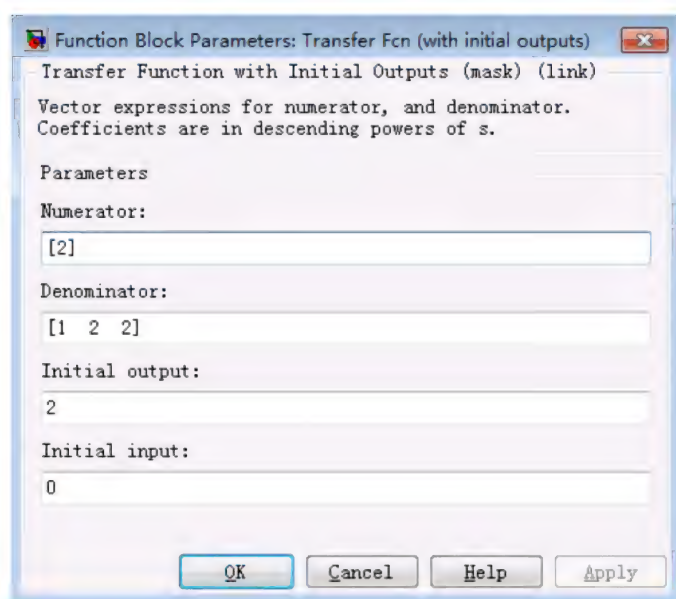 Function Block Parameters: Transfer Fcn (with initial outputs)
Transfer Function with Initial Outputs (mask) (link)
Vector expressions for numerator, and denominator.
Coefficients are in descending powers of s.
Parameters
Numerator:
[2]
Denominator:
[1 2 2]
Initial output:
2
Initial input:
0
OK Cancel Help Apply